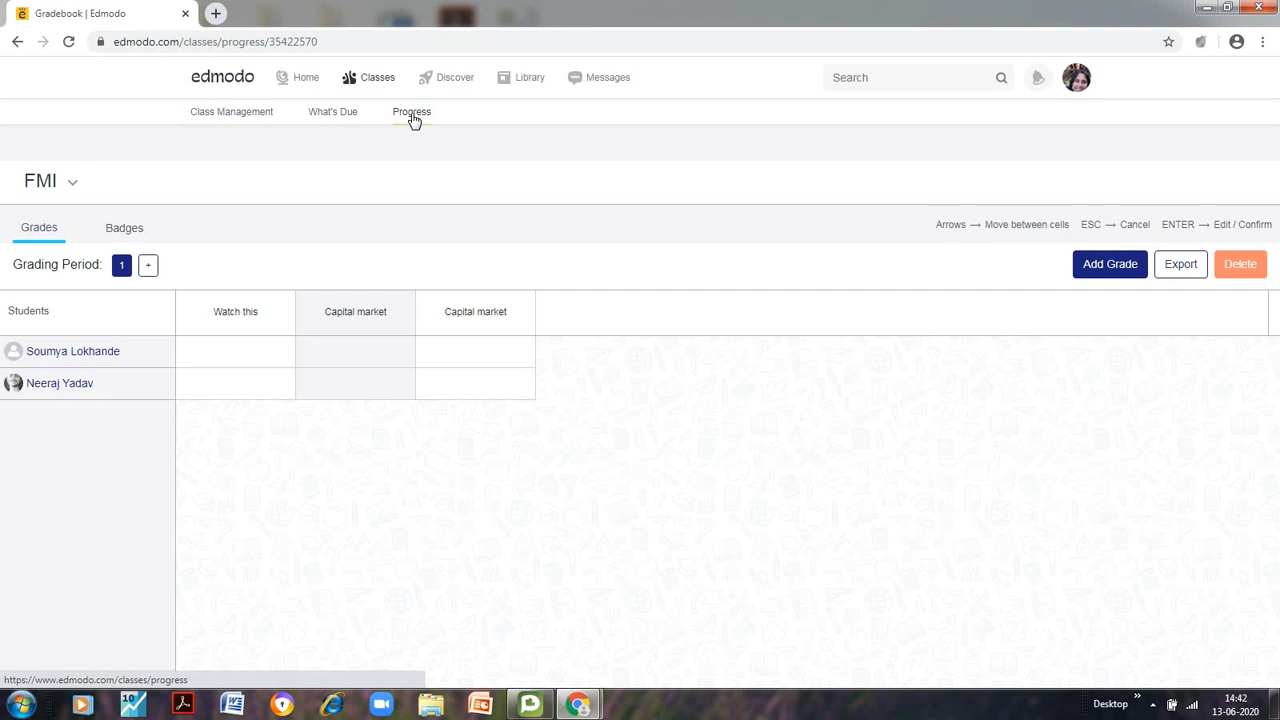 Gradebook | Edmodo
edmodo.com/classes/progress/35422570
edmodo Home Classes Discover Library Messages Search
Class Management What's Due Progress
FMI
Grades Badges Arrows → Move between cells ESC → Cancel ENTER → Edit / Confirm
Grading Period: 1 + Add Grade Export Delete
Students Watch this Capital market Capital market
Soumya Lokhande
Neeraj Yadav
https://www.edmodo.com/classes/progress
Desktop
14:42
13-06-2020